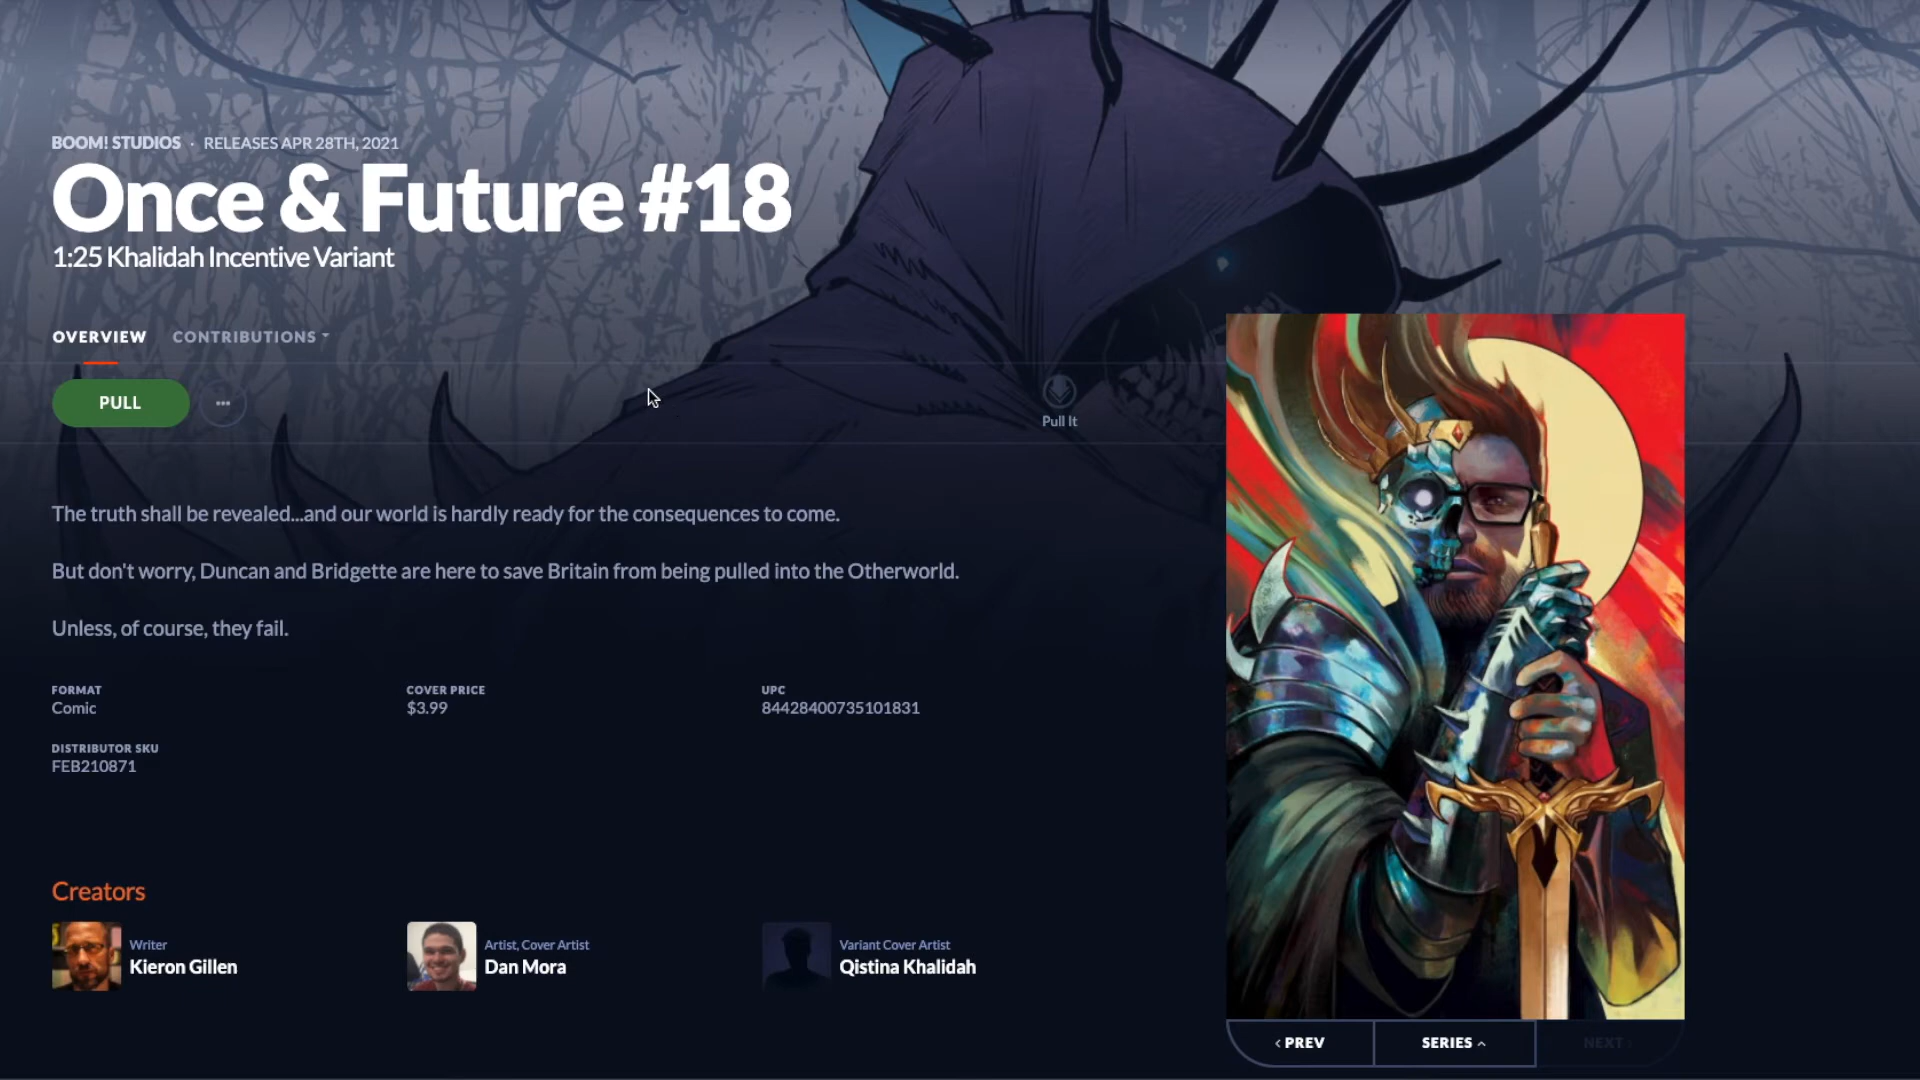 BOOM! STUDIOS · RELEASES APR 28TH, 2021
Once & Future #18
1:25 Khalidah Incentive Variant
OVERVIEW CONTRIBUTIONS
PULL ...
Pull It
The truth shall be revealed...and our world is hardly ready for the consequences to come.
But don't worry, Duncan and Bridgette are here to save Britain from being pulled into the Otherworld.
Unless, of course, they fail.
FORMAT COVER PRICE UPC
Comic $3.99 84428400735101831
DISTRIBUTOR SKU
FEB210871
Creators
Writer Artist, Cover Artist Variant Cover Artist
Kieron Gillen Dan Mora Qistina Khalidah
‹ PREV SERIES NEXT ›